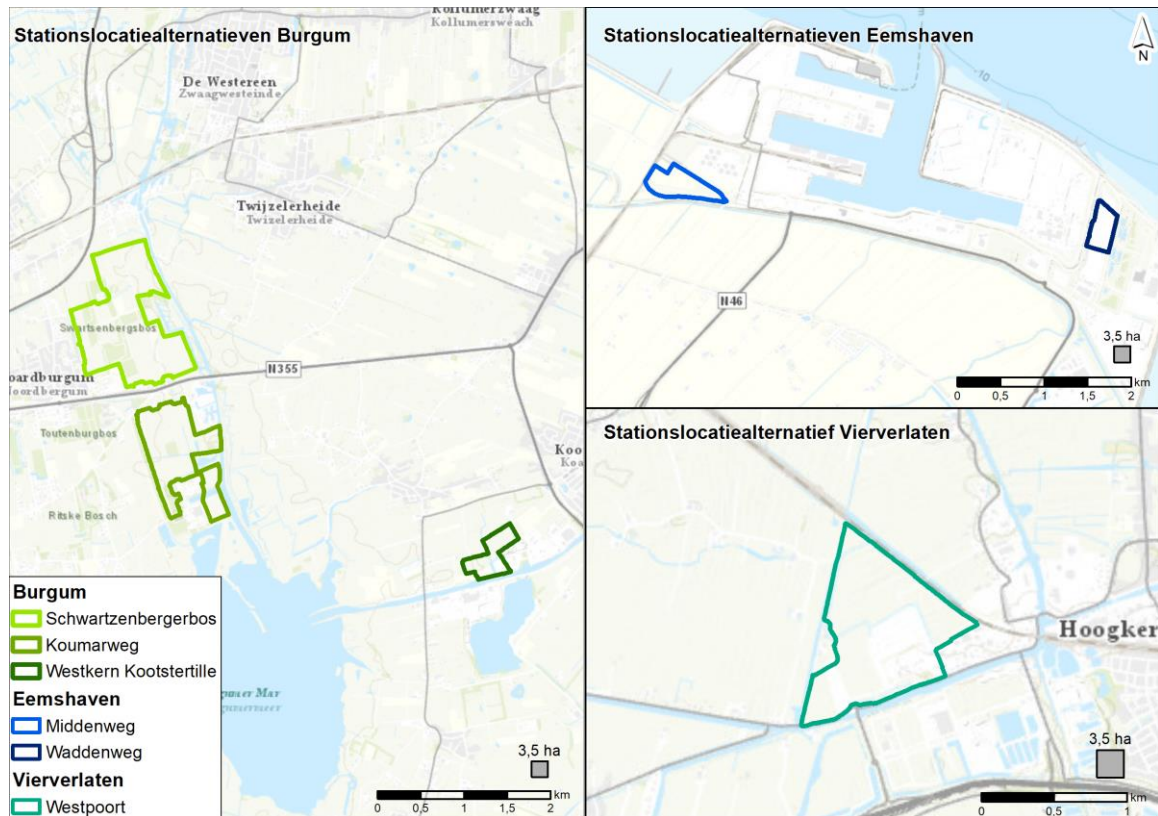 Stationslocatiealternatieven Burgum
Kollumerzwaag
Kollumersweach
De Westereen
Zwaagwesteinde
Twijzelerheide
Twizelerheide
Swartsenbergsbos
N355
oardburgum
Noordbergum
Toutenburgbos
Ritske Bosch
Koo
Koa
Burgum
Schwartzenbergerbos
Koumarweg
Westkern Kootstertille
Eemshaven
Middenweg
Waddenweg
Vierverlaten
Westpoort
3,5 ha
0 0,5 1 1,5 2 km
Stationslocatiealternatieven Eemshaven
N
-10
N46
3,5 ha
0 0,5 1 1,5 2 km
Stationslocatiealternatief Vierverlaten
Hoogker
3,5 ha
0 0,5 1 km